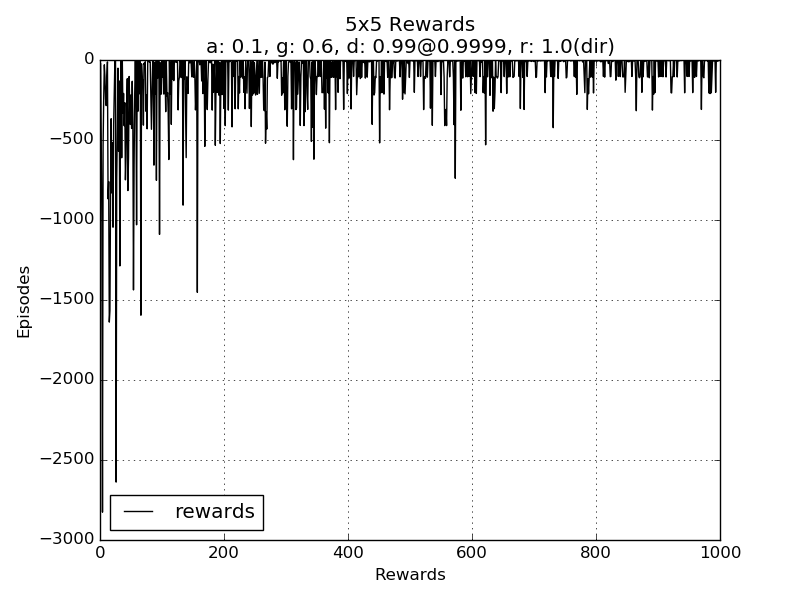 5x5 Rewards
a: 0.1, g: 0.6, d: 0.99@0.9999, r: 1.0(dir)
0
−500
−1000
−1500
−2000
−2500
−3000
Episodes
rewards
0 200 400 600 800 1000
Rewards